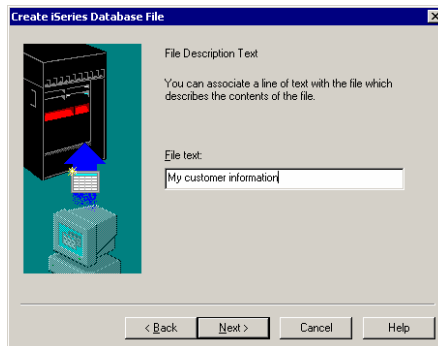 Create iSeries Database File
File Description Text
You can associate a line of text with the file which
describes the contents of the file.
File text:
My customer information
< Back
Next >
Cancel
Help